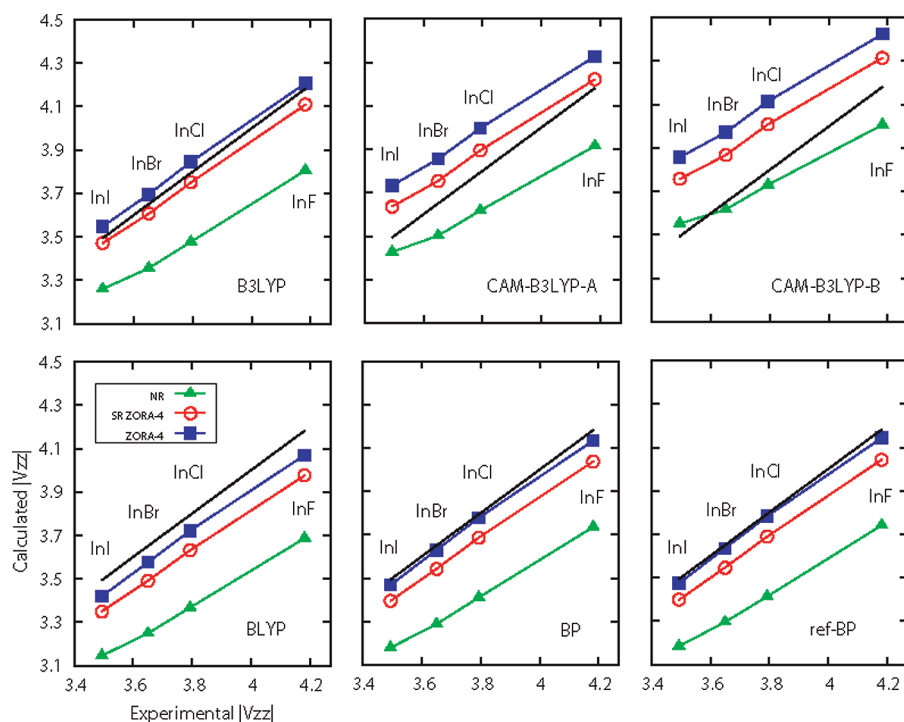 4.5
4.3
4.1
3.9
3.7
3.5
3.3
3.1
InI
InBr
InCl
InF
B3LYP
InI
InBr
InCl
InF
CAM-B3LYP-A
InI
InBr
InCl
InF
CAM-B3LYP-B
4.5
4.3
4.1
3.9
3.7
3.5
3.3
3.1
Calculated |Vzz|
NR
SR ZORA-4
ZORA-4
InI
InBr
InCl
InF
BLYP
InI
InBr
InCl
InF
BP
InI
InBr
InCl
InF
ref-BP
3.4 3.6 3.8 4 4.2
3.4 3.6 3.8 4 4.2
3.4 3.6 3.8 4 4.2
Experimental |Vzz|